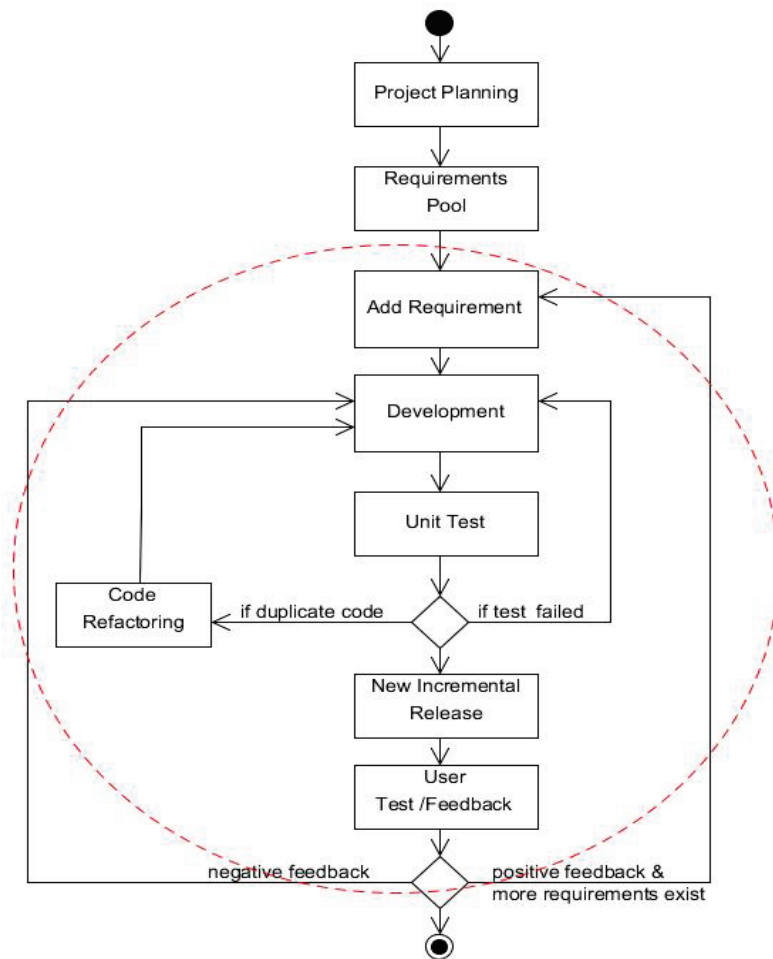 Project Planning
Requirements
Pool
Add Requirement
Development
Unit Test
Code
Refactoring
if duplicate code
if test failed
New Incremental
Release
User
Test /Feedback
negative feedback
positive feedback &
more requirements exist